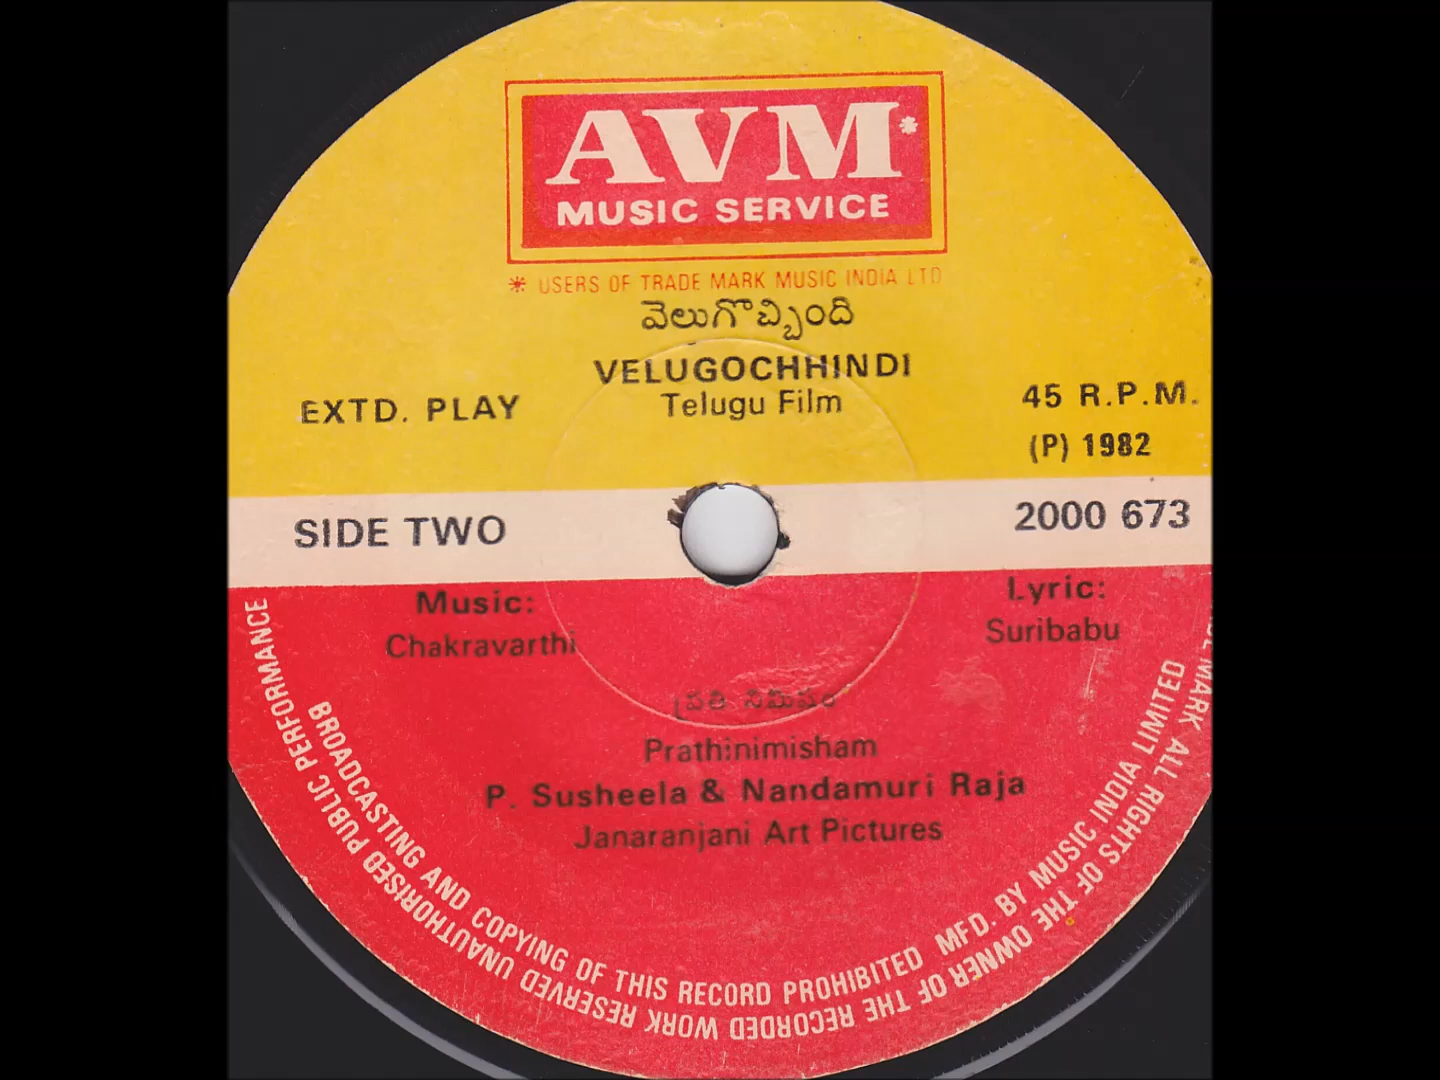 AVM*
MUSIC SERVICE
* USERS OF TRADE MARK MUSIC INDIA LTD
వెలుగొచ్చింది
VELUGOCHHINDI
Telugu Film
EXTD. PLAY
45 R.P.M.
(P) 1982
SIDE TWO
2000 673
Music:
Chakravarthi
Lyric:
Suribabu
ప్రతి నిమిషం
Prathinimisham
P. Susheela & Nandamuri Raja
Janaranjani Art Pictures
BROADCASTING AND COPYING OF THIS RECORD PROHIBITED MFD. BY MUSIC INDIA LIMITED
MARK ALL RIGHTS OF THE OWNER OF THE RECORDED WORK RESERVED UNAUTHORISED PUBLIC PERFORMANCE